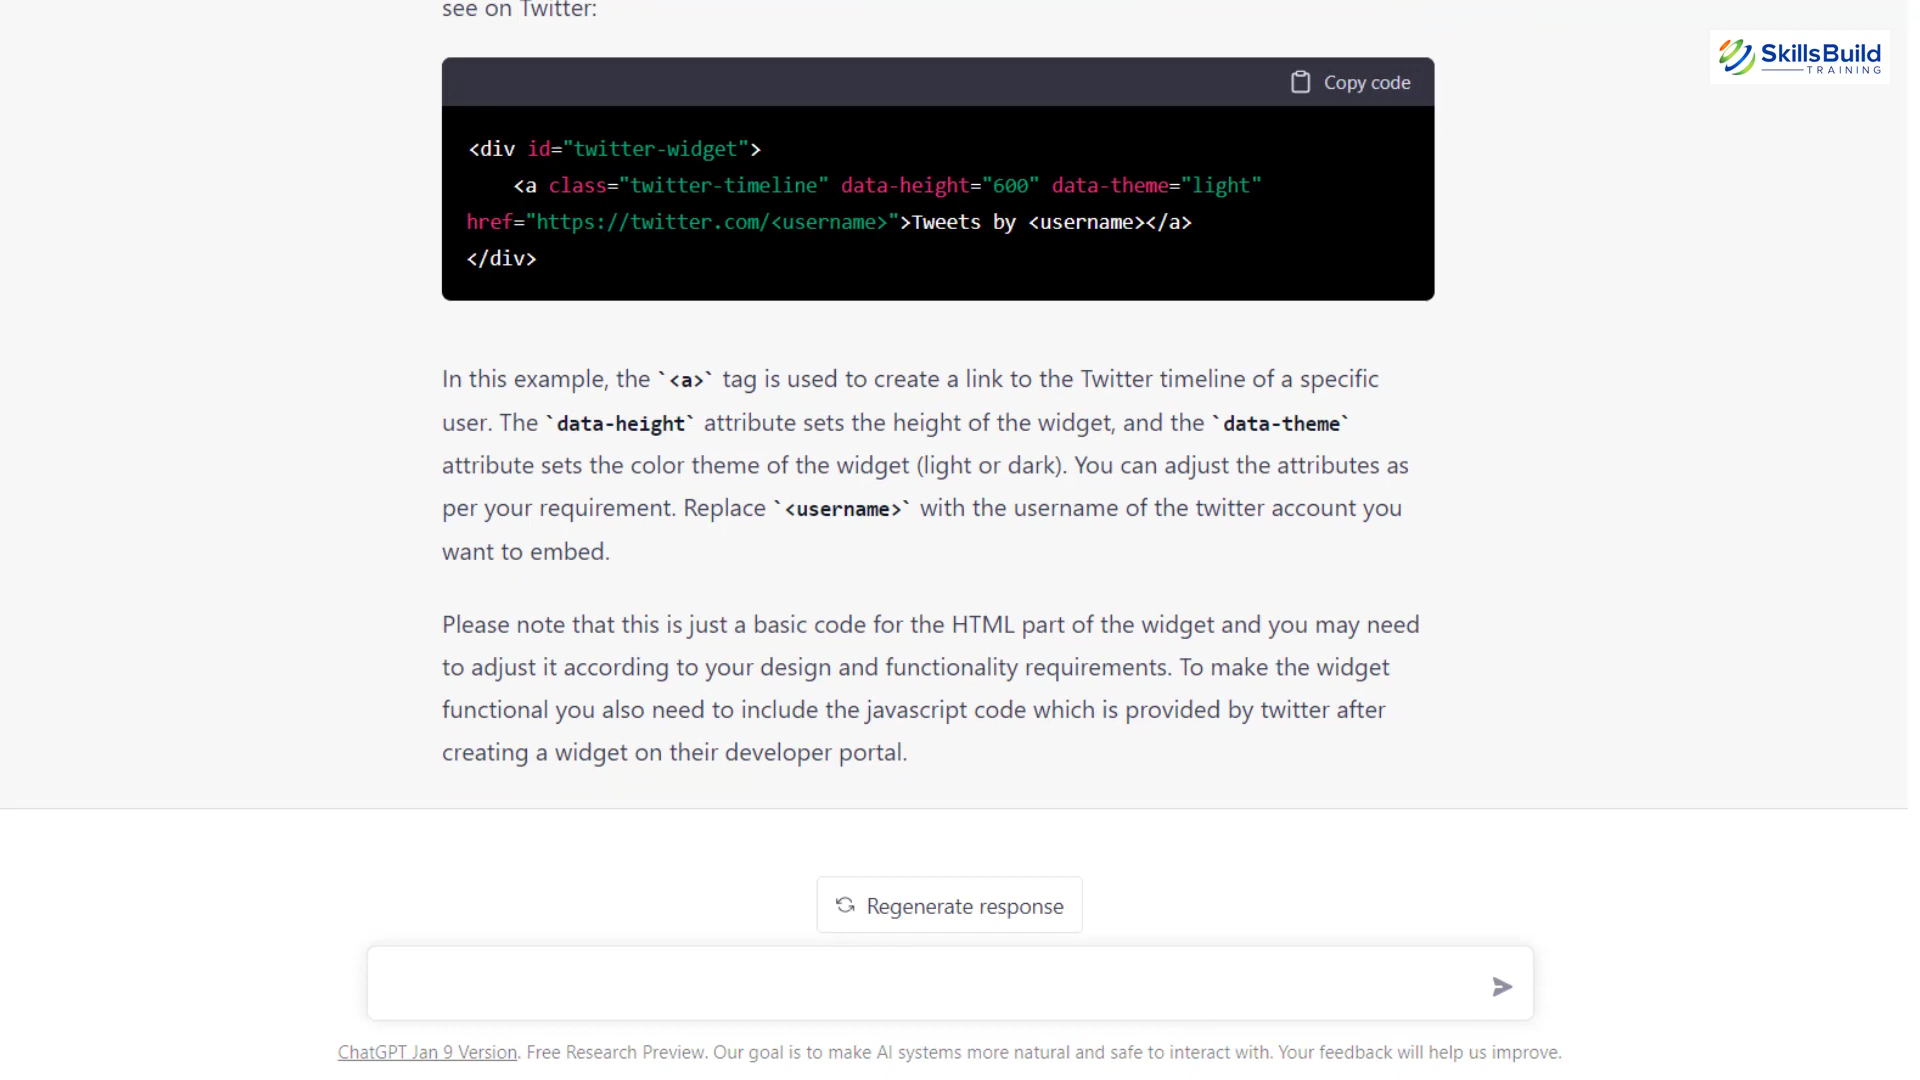 see on Twitter:
SkillsBuild
TRAINING
Copy code
<div id="twitter-widget">
    <a class="twitter-timeline" data-height="600" data-theme="light"
href="https://twitter.com/<username>">Tweets by <username></a>
</div>
In this example, the `<a>` tag is used to create a link to the Twitter timeline of a specific
user. The `data-height` attribute sets the height of the widget, and the `data-theme`
attribute sets the color theme of the widget (light or dark). You can adjust the attributes as
per your requirement. Replace `<username>` with the username of the twitter account you
want to embed.
Please note that this is just a basic code for the HTML part of the widget and you may need
to adjust it according to your design and functionality requirements. To make the widget
functional you also need to include the javascript code which is provided by twitter after
creating a widget on their developer portal.
Regenerate response
ChatGPT Jan 9 Version. Free Research Preview. Our goal is to make AI systems more natural and safe to interact with. Your feedback will help us improve.